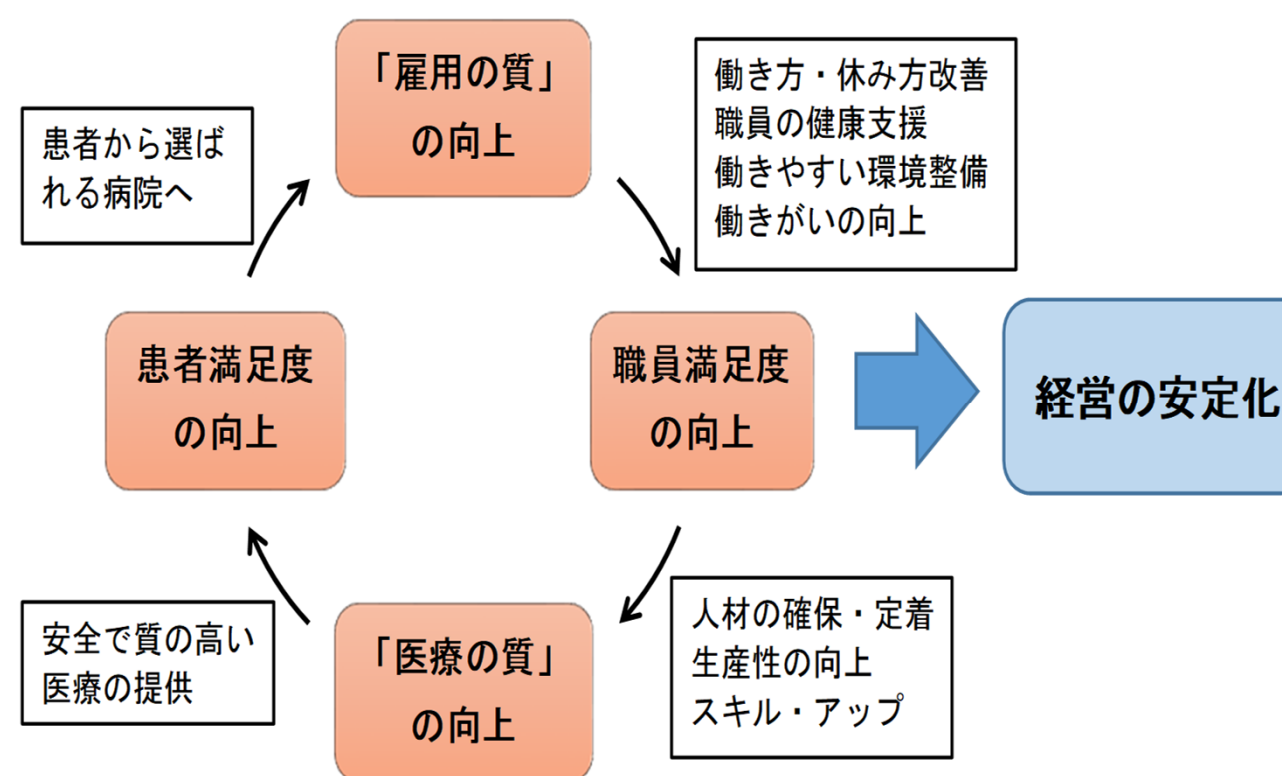 「雇用の質」
の向上
働き方・休み方改善
職員の健康支援
働きやすい環境整備
働きがいの向上
患者から選ば
れる病院へ
患者満足度
の向上
職員満足度
の向上
経営の安定化
安全で質の高い
医療の提供
「医療の質」
の向上
人材の確保・定着
生産性の向上
スキル・アップ